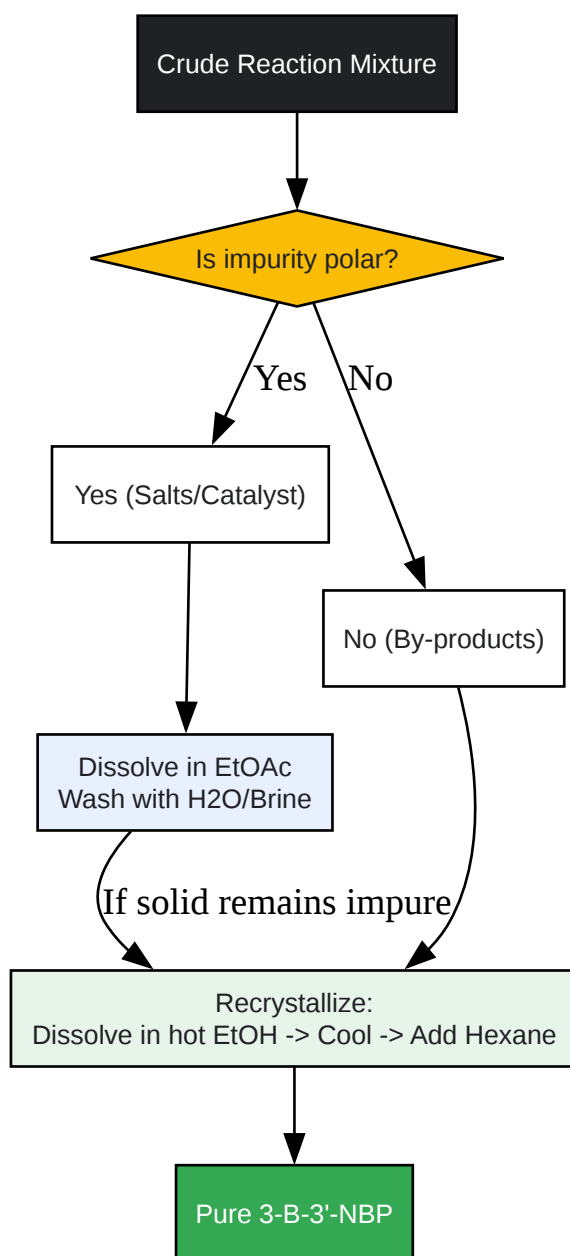 Crude Reaction Mixture
Is impurity polar?
Yes
No
Yes (Salts/Catalyst)
No (By-products)
Dissolve in EtOAc
Wash with H2O/Brine
If solid remains impure
Recrystallize:
Dissolve in hot EtOH -> Cool -> Add Hexane
Pure 3-B-3'-NBP